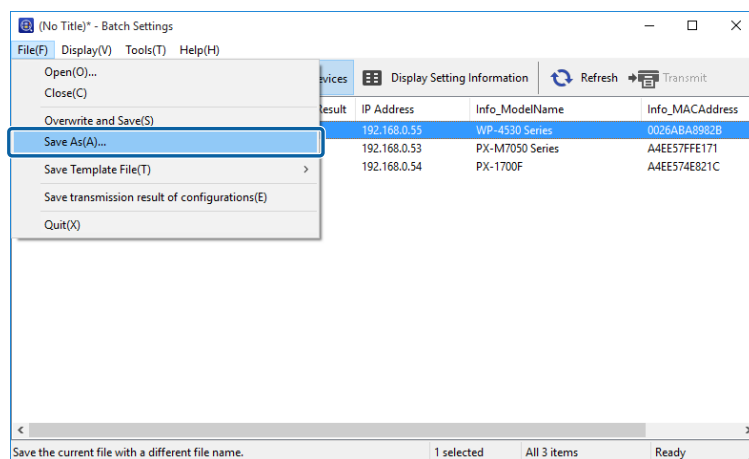 (No Title)* - Batch Settings
File(F) Display(V) Tools(T) Help(H)
Open(O)...
Close(C)
Overwrite and Save(S)
Save As(A)...
Save Template File(T)
Save transmission result of configurations(E)
Quit(X)
evices Display Setting Information Refresh Transmit
Result IP Address Info_ModelName Info_MACAddress
192.168.0.55 WP-4530 Series 0026ABA8982B
192.168.0.53 PX-M7050 Series A4EE57FFE171
192.168.0.54 PX-1700F A4EE574E821C
Save the current file with a different file name. 1 selected All 3 items Ready